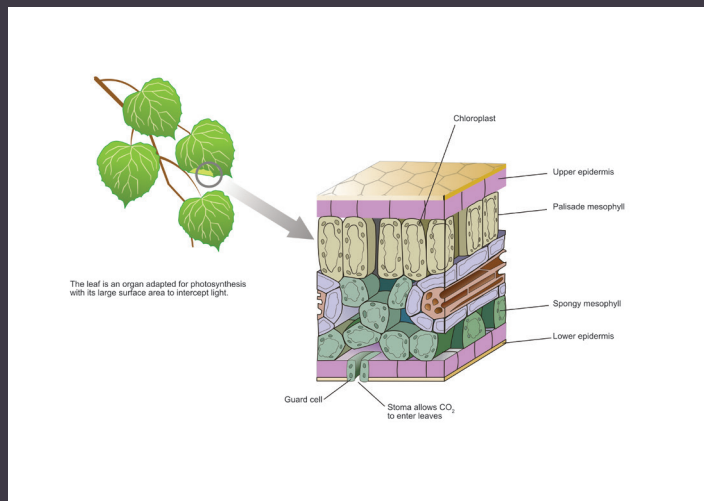 Chloroplast
Upper epidermis
Palisade mesophyll
The leaf is an organ adapted for photosynthesis
with its large surface area to intercept light.
Spongy mesophyll
Lower epidermis
Guard cell
Stoma allows CO₂
to enter leaves